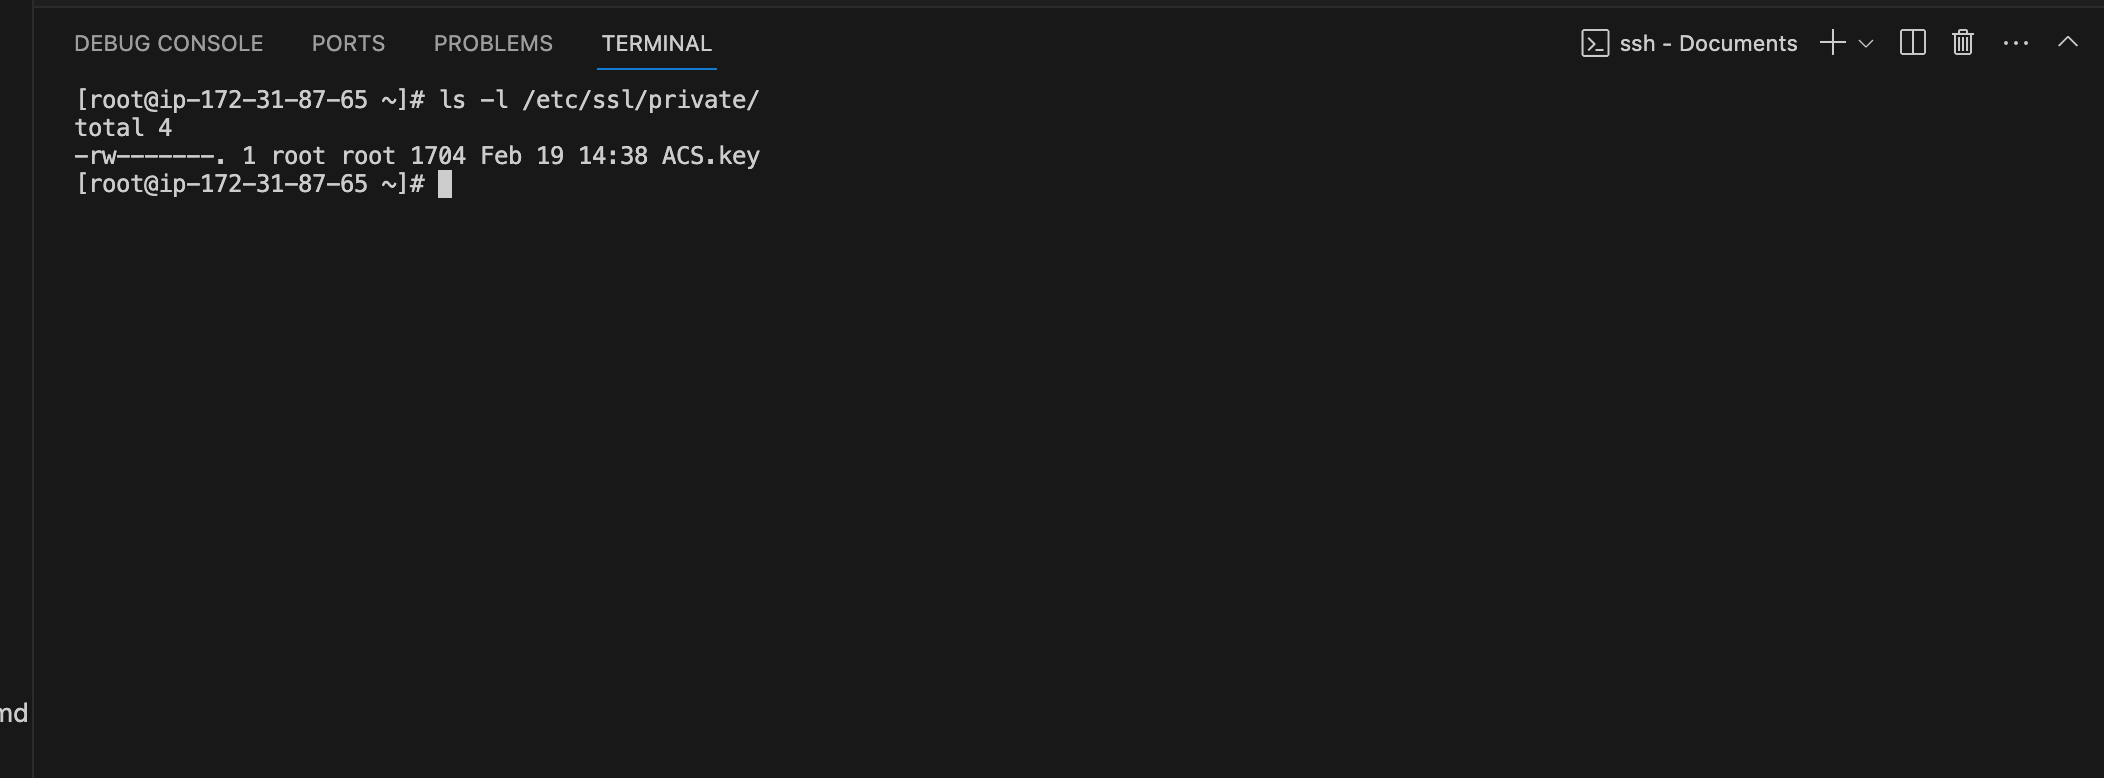 DEBUG CONSOLE PORTS PROBLEMS TERMINAL ssh - Documents
[root@ip-172-31-87-65 ~]# ls -l /etc/ssl/private/
total 4
-rw-------. 1 root root 1704 Feb 19 14:38 ACS.key
[root@ip-172-31-87-65 ~]#
md